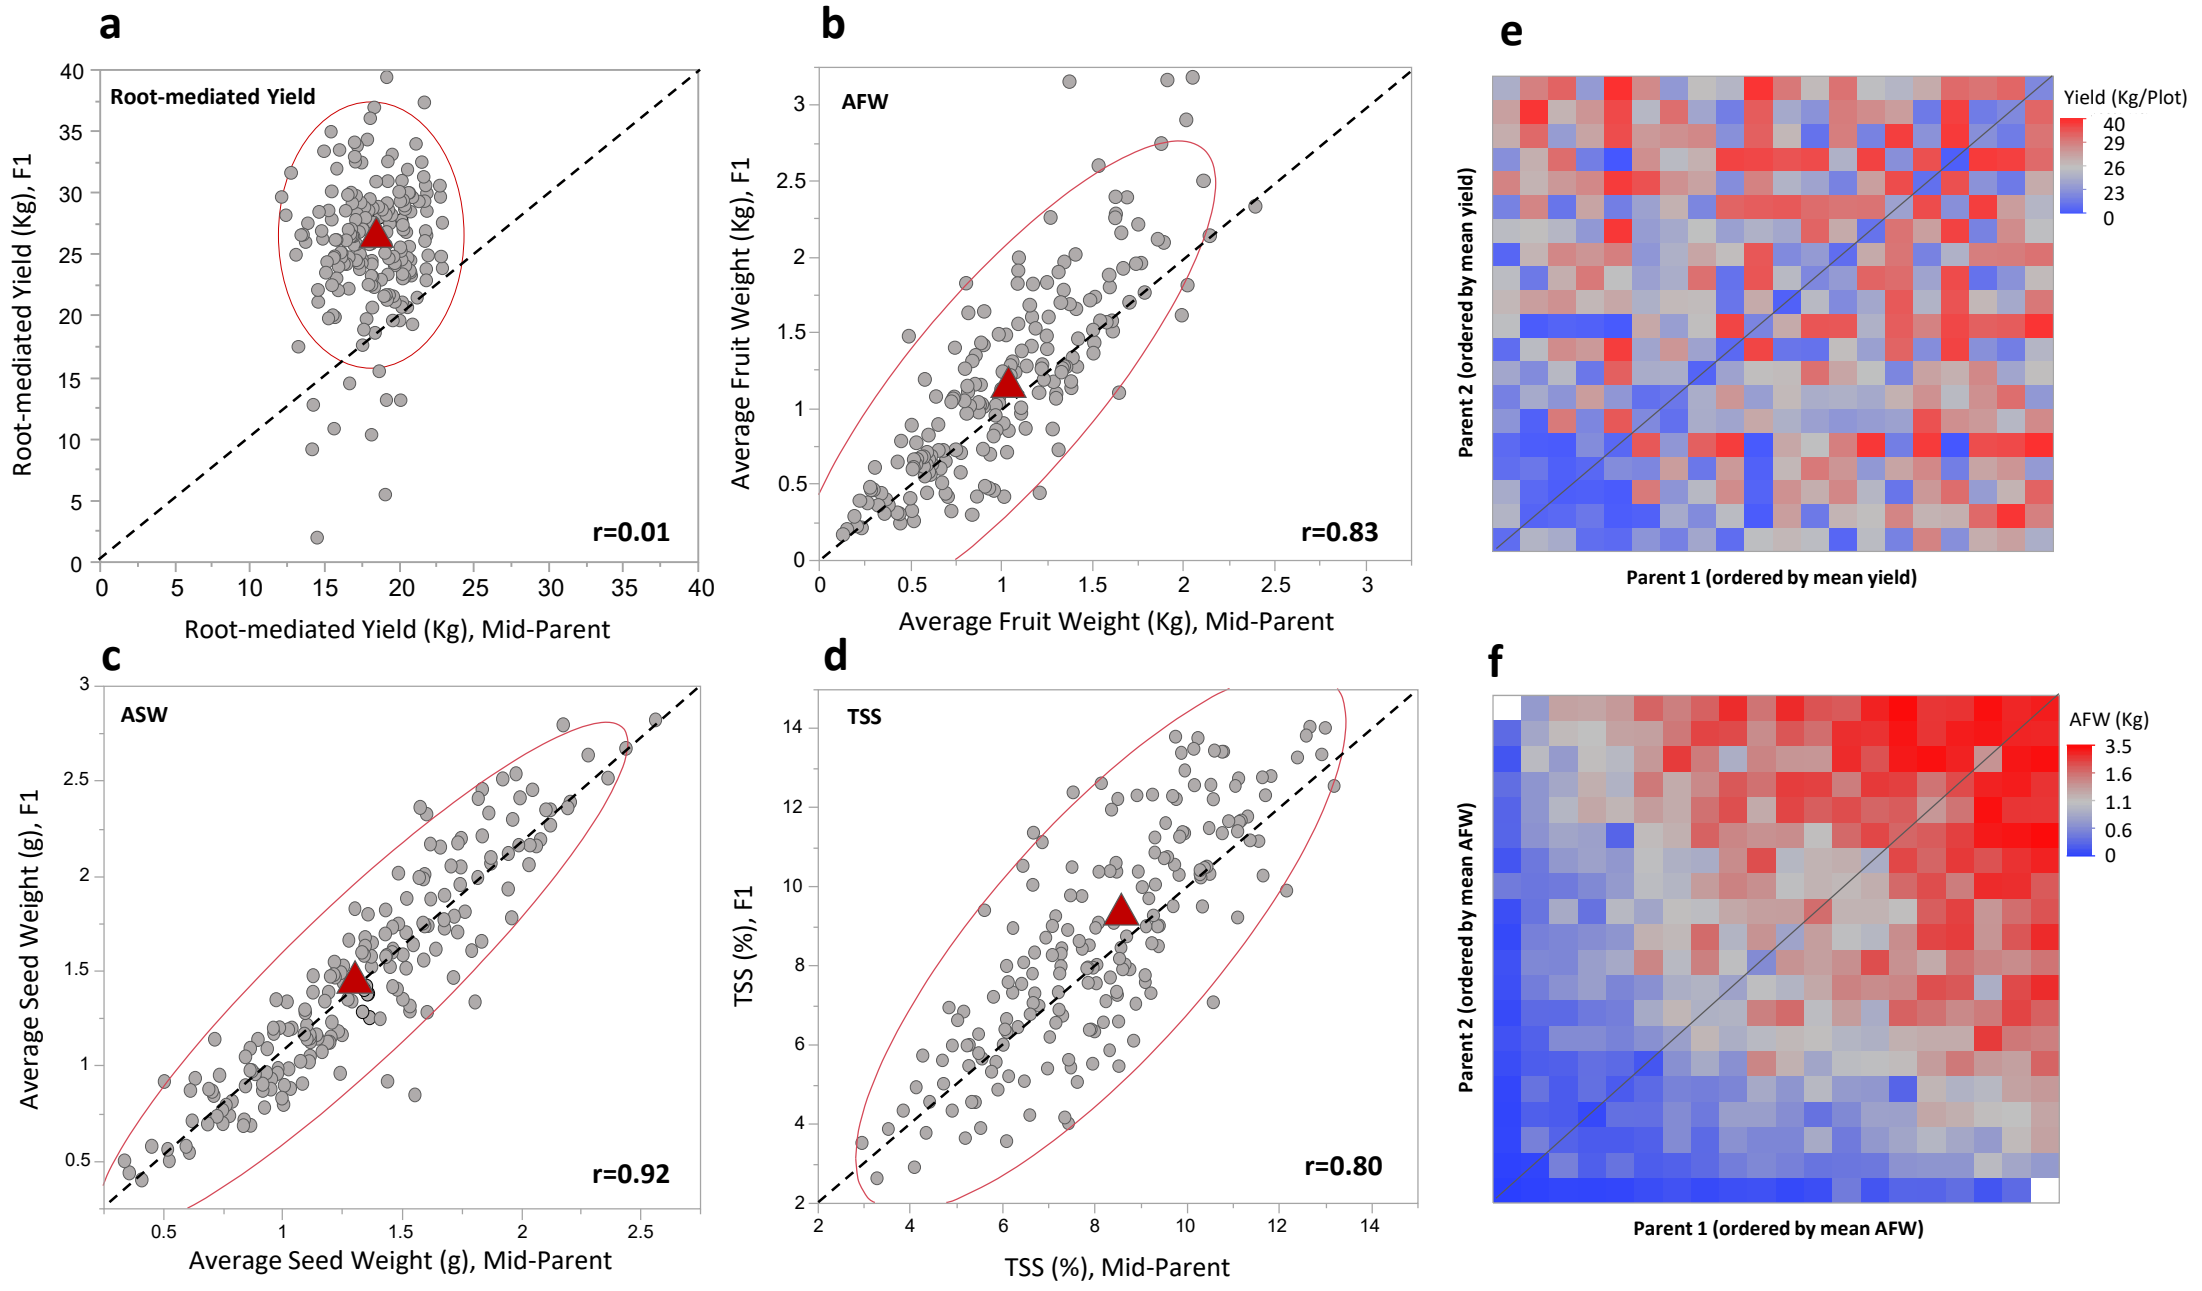 a
Root-mediated Yield
r=0.01
40
35
30
25
20
15
10
5
0
0
5
10
15
20
25
30
35
40
Root-mediated Yield (Kg), F1
Root-mediated Yield (Kg), Mid-Parent
b
AFW
r=0.83
3
2.5
2
1.5
1
0.5
0
0
0.5
1
1.5
2
2.5
3
Average Fruit Weight (Kg), F1
Average Fruit Weight (Kg), Mid-Parent
e
Yield (Kg/Plot)
40
29
26
23
0
Parent 2 (ordered by mean yield)
Parent 1 (ordered by mean yield)
c
ASW
r=0.92
3
2.5
2
1.5
1
0.5
0.5
1
1.5
2
2.5
Average Seed Weight (g), F1
Average Seed Weight (g), Mid-Parent
d
TSS
r=0.80
14
12
10
8
6
4
2
2
4
6
8
10
12
14
TSS (%), F1
TSS (%), Mid-Parent
f
AFW (Kg)
3.5
1.6
1.1
0.6
0
Parent 2 (ordered by mean AFW)
Parent 1 (ordered by mean AFW)